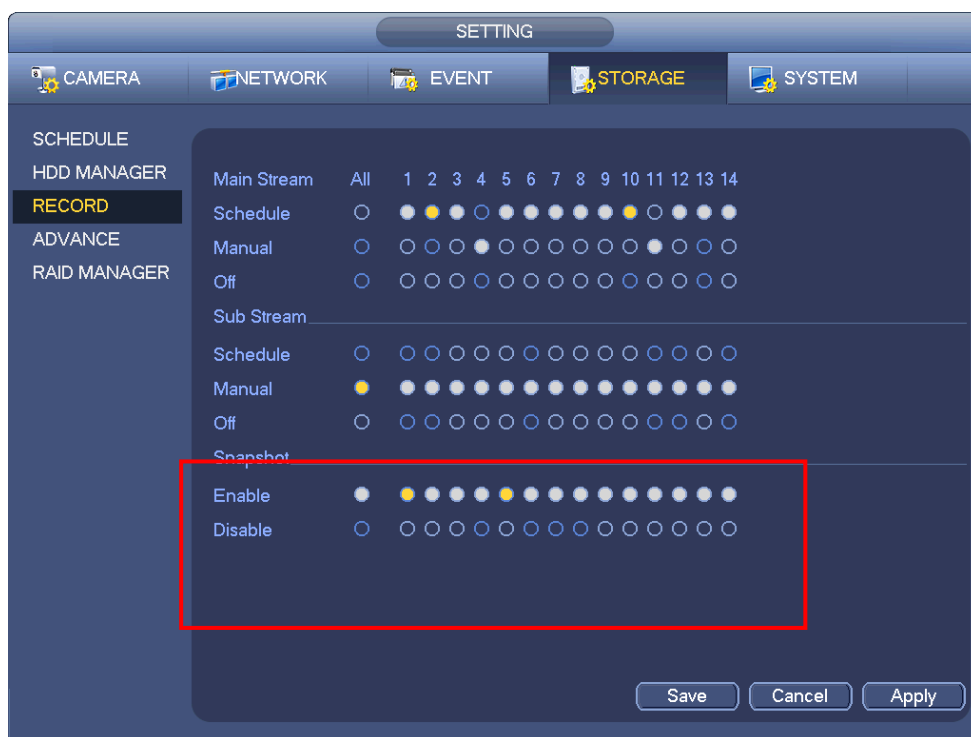 SETTING
CAMERA NETWORK EVENT STORAGE SYSTEM
SCHEDULE
HDD MANAGER
RECORD
ADVANCE
RAID MANAGER
Main Stream All 1 2 3 4 5 6 7 8 9 10 11 12 13 14
Schedule
Manual
Off
Sub Stream
Schedule
Manual
Off
Snapshot
Enable
Disable
Save Cancel Apply